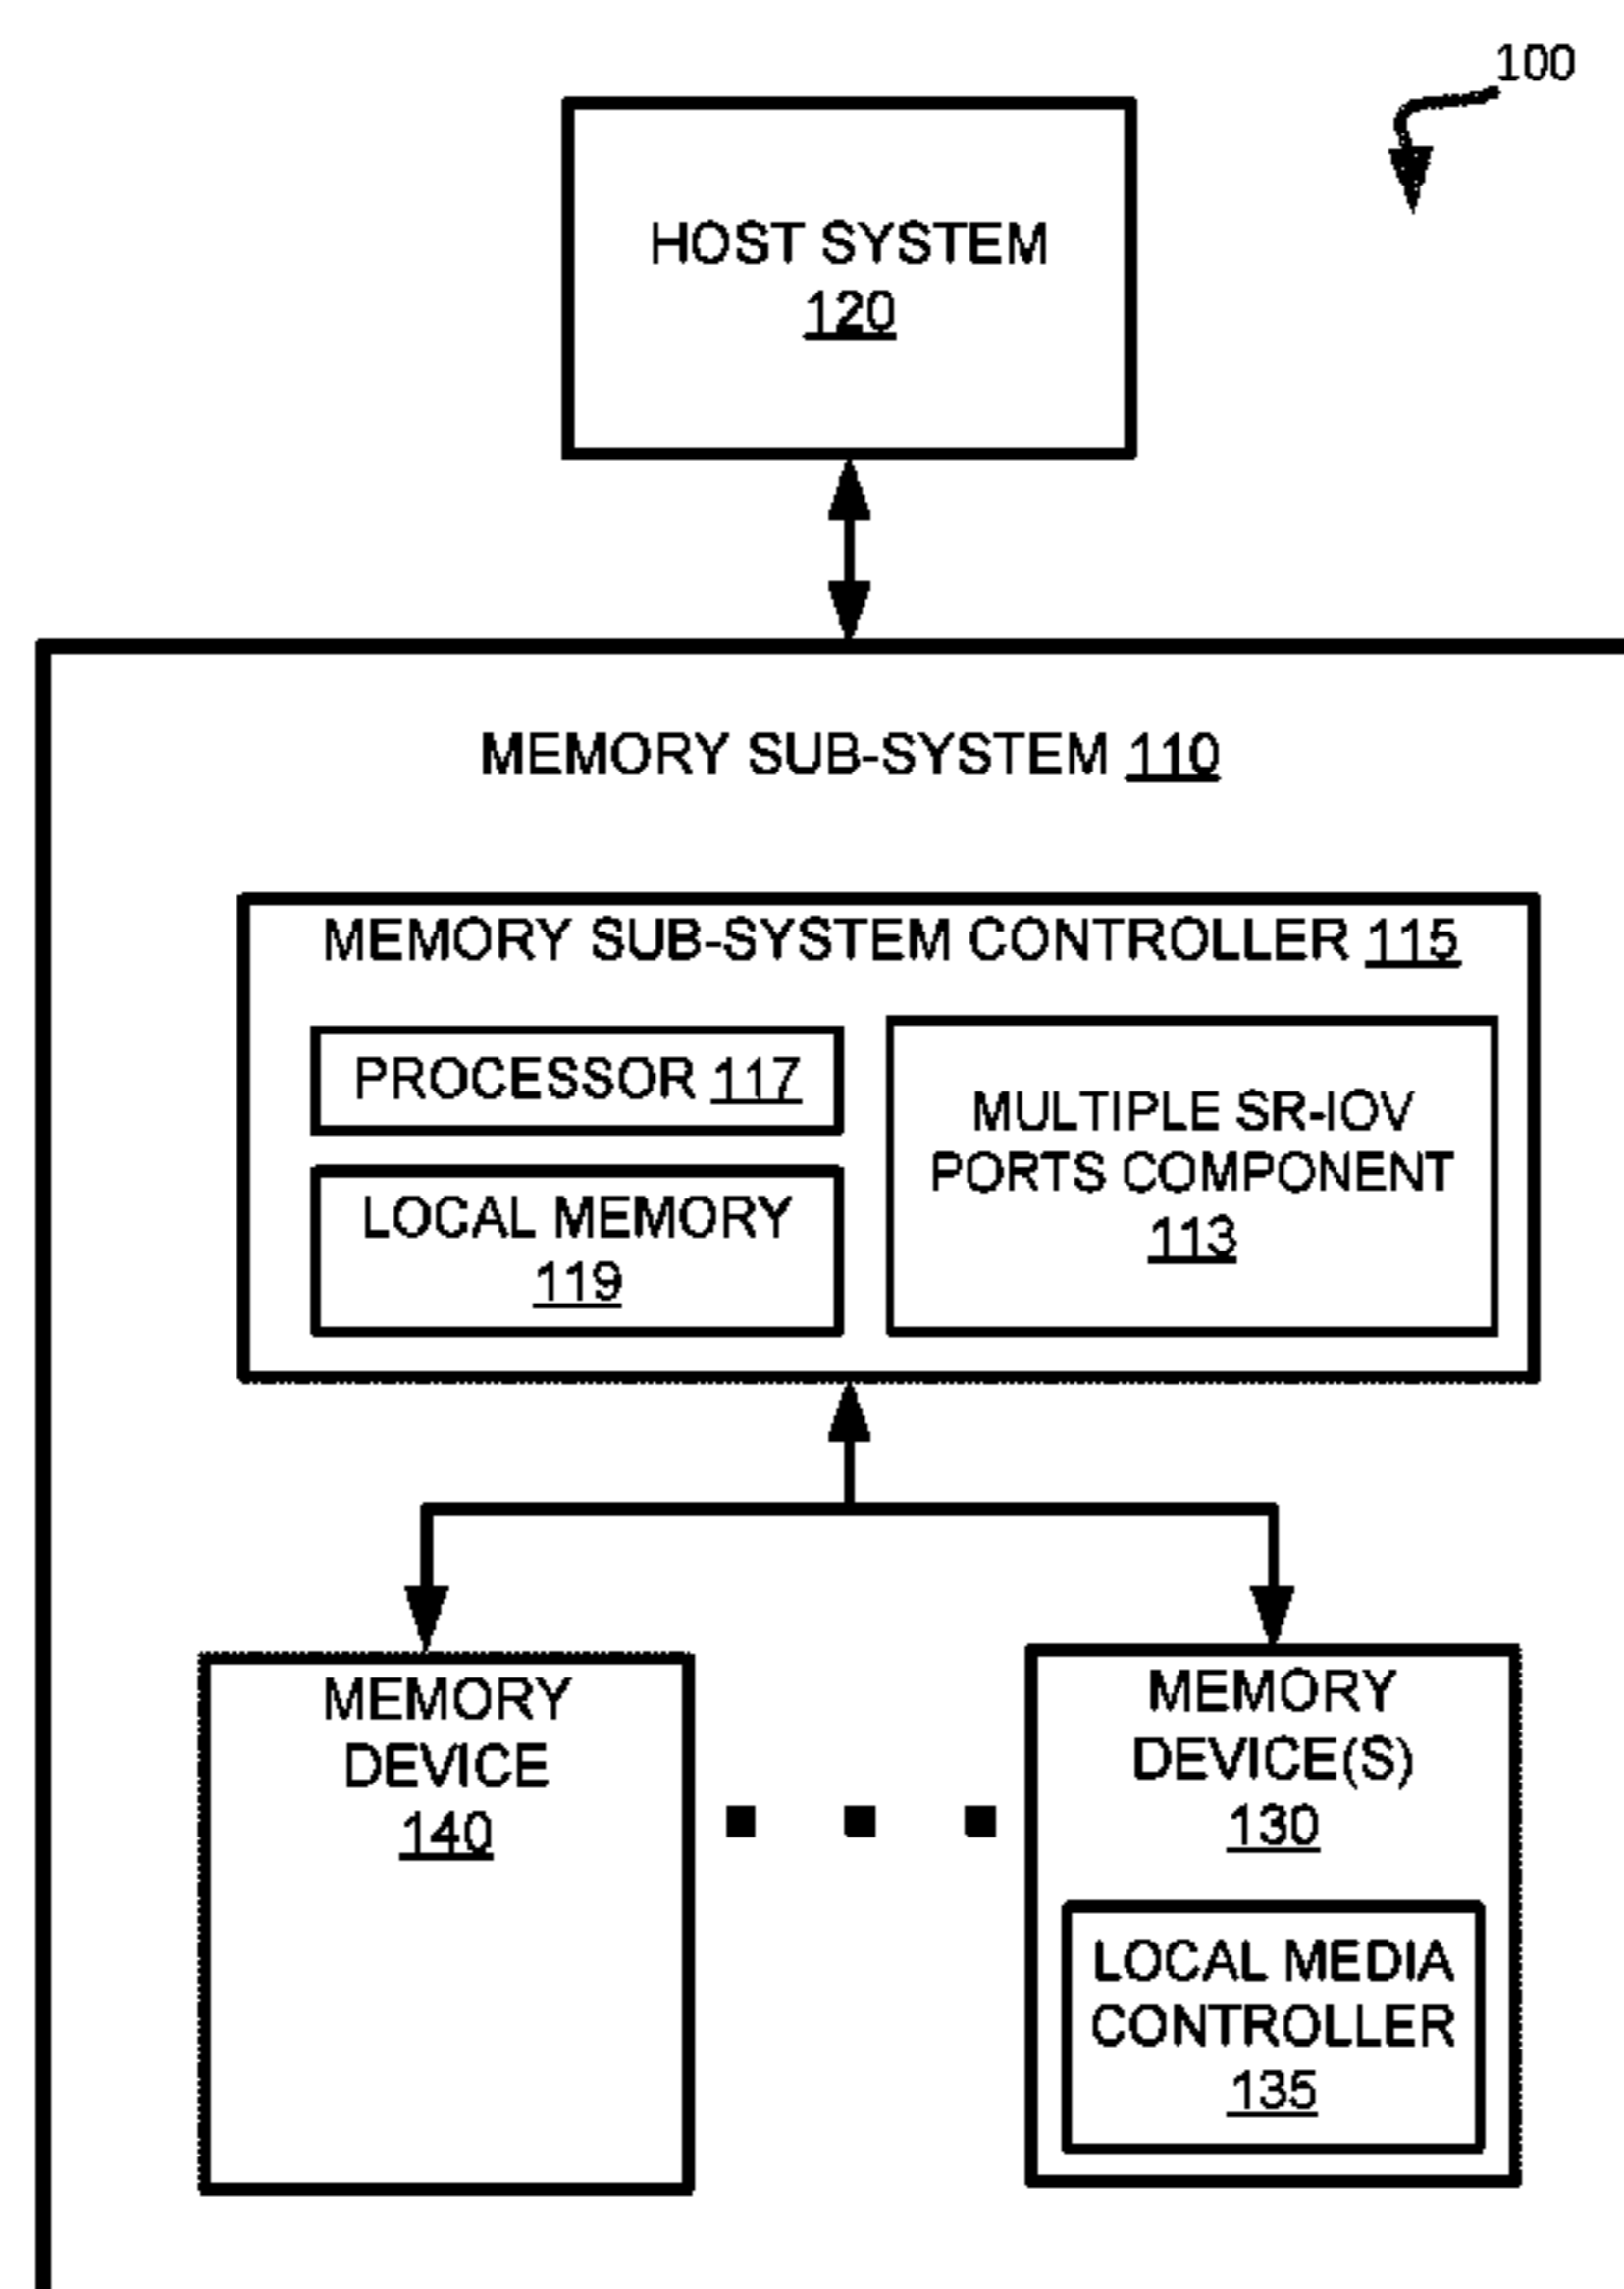 100
HOST SYSTEM
120
MEMORY SUB-SYSTEM 110
MEMORY SUB-SYSTEM CONTROLLER 115
PROCESSOR 117
LOCAL MEMORY
119
MULTIPLE SR-IOV
PORTS COMPONENT
113
MEMORY
DEVICE
140
MEMORY
DEVICE(S)
130
LOCAL MEDIA
CONTROLLER
135